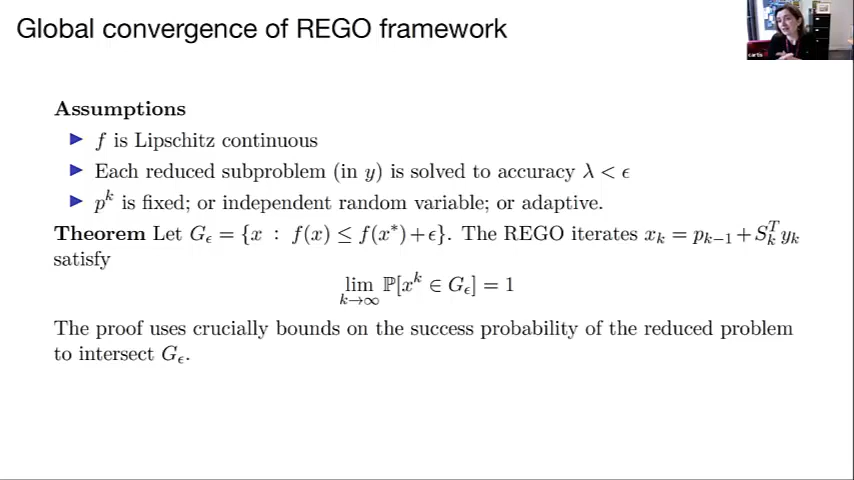 Global convergence of REGO framework
curtis
Assumptions
▶ f is Lipschitz continuous
▶ Each reduced subproblem (in y) is solved to accuracy λ < ϵ
▶ p^k is fixed; or independent random variable; or adaptive.
Theorem Let G_ϵ = {x : f(x) ≤ f(x*) + ϵ}. The REGO iterates x_k = p_{k−1} + S_k^T y_k
satisfy
lim_{k→∞} ℙ[x^k ∈ G_ϵ] = 1
The proof uses crucially bounds on the success probability of the reduced problem
to intersect G_ϵ.